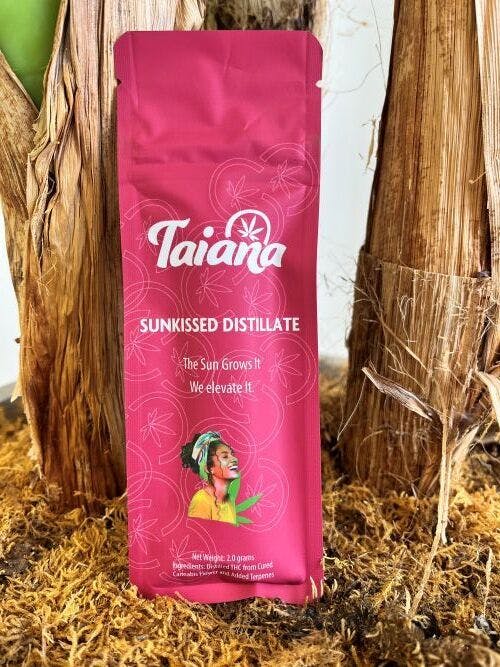 Taiana
SUNKISSED DISTILLATE
The Sun Grows It
We elevate It.
Net Weight: 2.0 grams
Ingredients: Distilled THC from Cured
Cannabis Flower and Added Terpenes